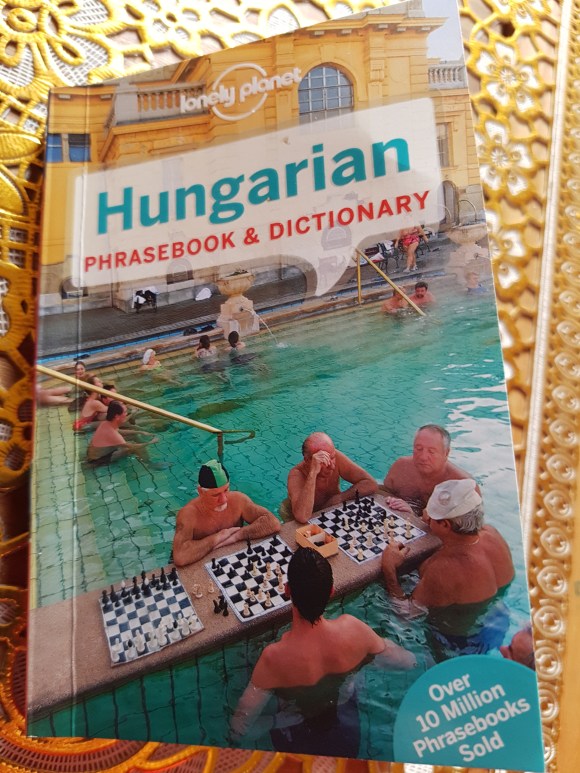 lonely planet
Hungarian
PHRASEBOOK & DICTIONARY
Over
10 Million
Phrasebooks
Sold